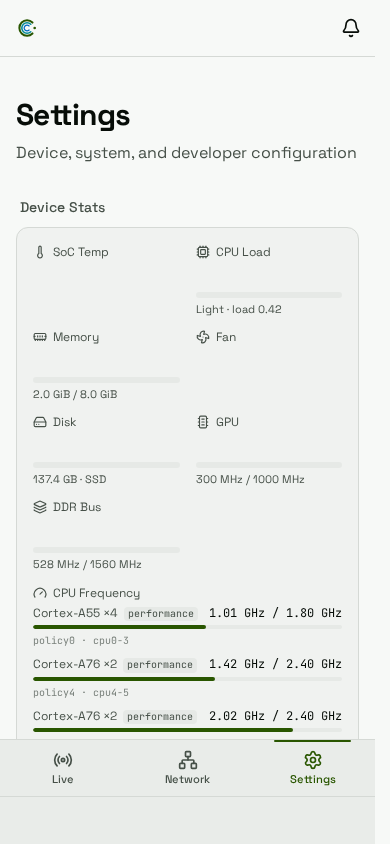 Settings
Device, system, and developer configuration
Device Stats
SoC Temp
CPU Load
Light · load 0.42
Memory
Fan
2.0 GiB / 8.0 GiB
Disk
GPU
137.4 GB · SSD
300 MHz / 1000 MHz
DDR Bus
528 MHz / 1560 MHz
CPU Frequency
Cortex-A55 ×4 performance 1.01 GHz / 1.80 GHz
policy0 · cpu0-3
Cortex-A76 ×2 performance 1.42 GHz / 2.40 GHz
policy4 · cpu4-5
Cortex-A76 ×2 performance 2.02 GHz / 2.40 GHz
Live
Network
Settings